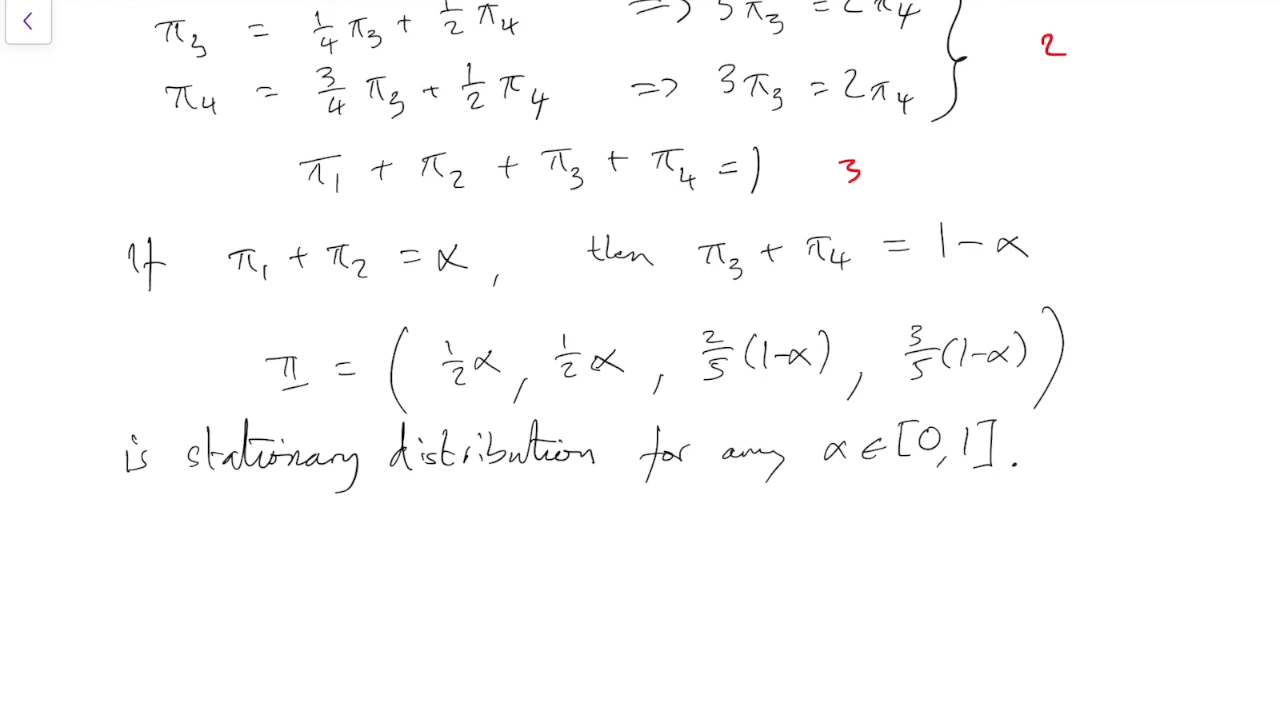 π₃ = 1/4 π₃ + 1/2 π₄ => 3π₃ = 2π₄
2
π₄ = 3/4 π₃ + 1/2 π₄ => 3π₃ = 2π₄
π₁ + π₂ + π₃ + π₄ = 1 3
If π₁ + π₂ = α, then π₃ + π₄ = 1 - α
π = (1/2 α, 1/2 α, 2/5 (1-α), 3/5 (1-α))
is stationary distribution for any α ∈ [0, 1].